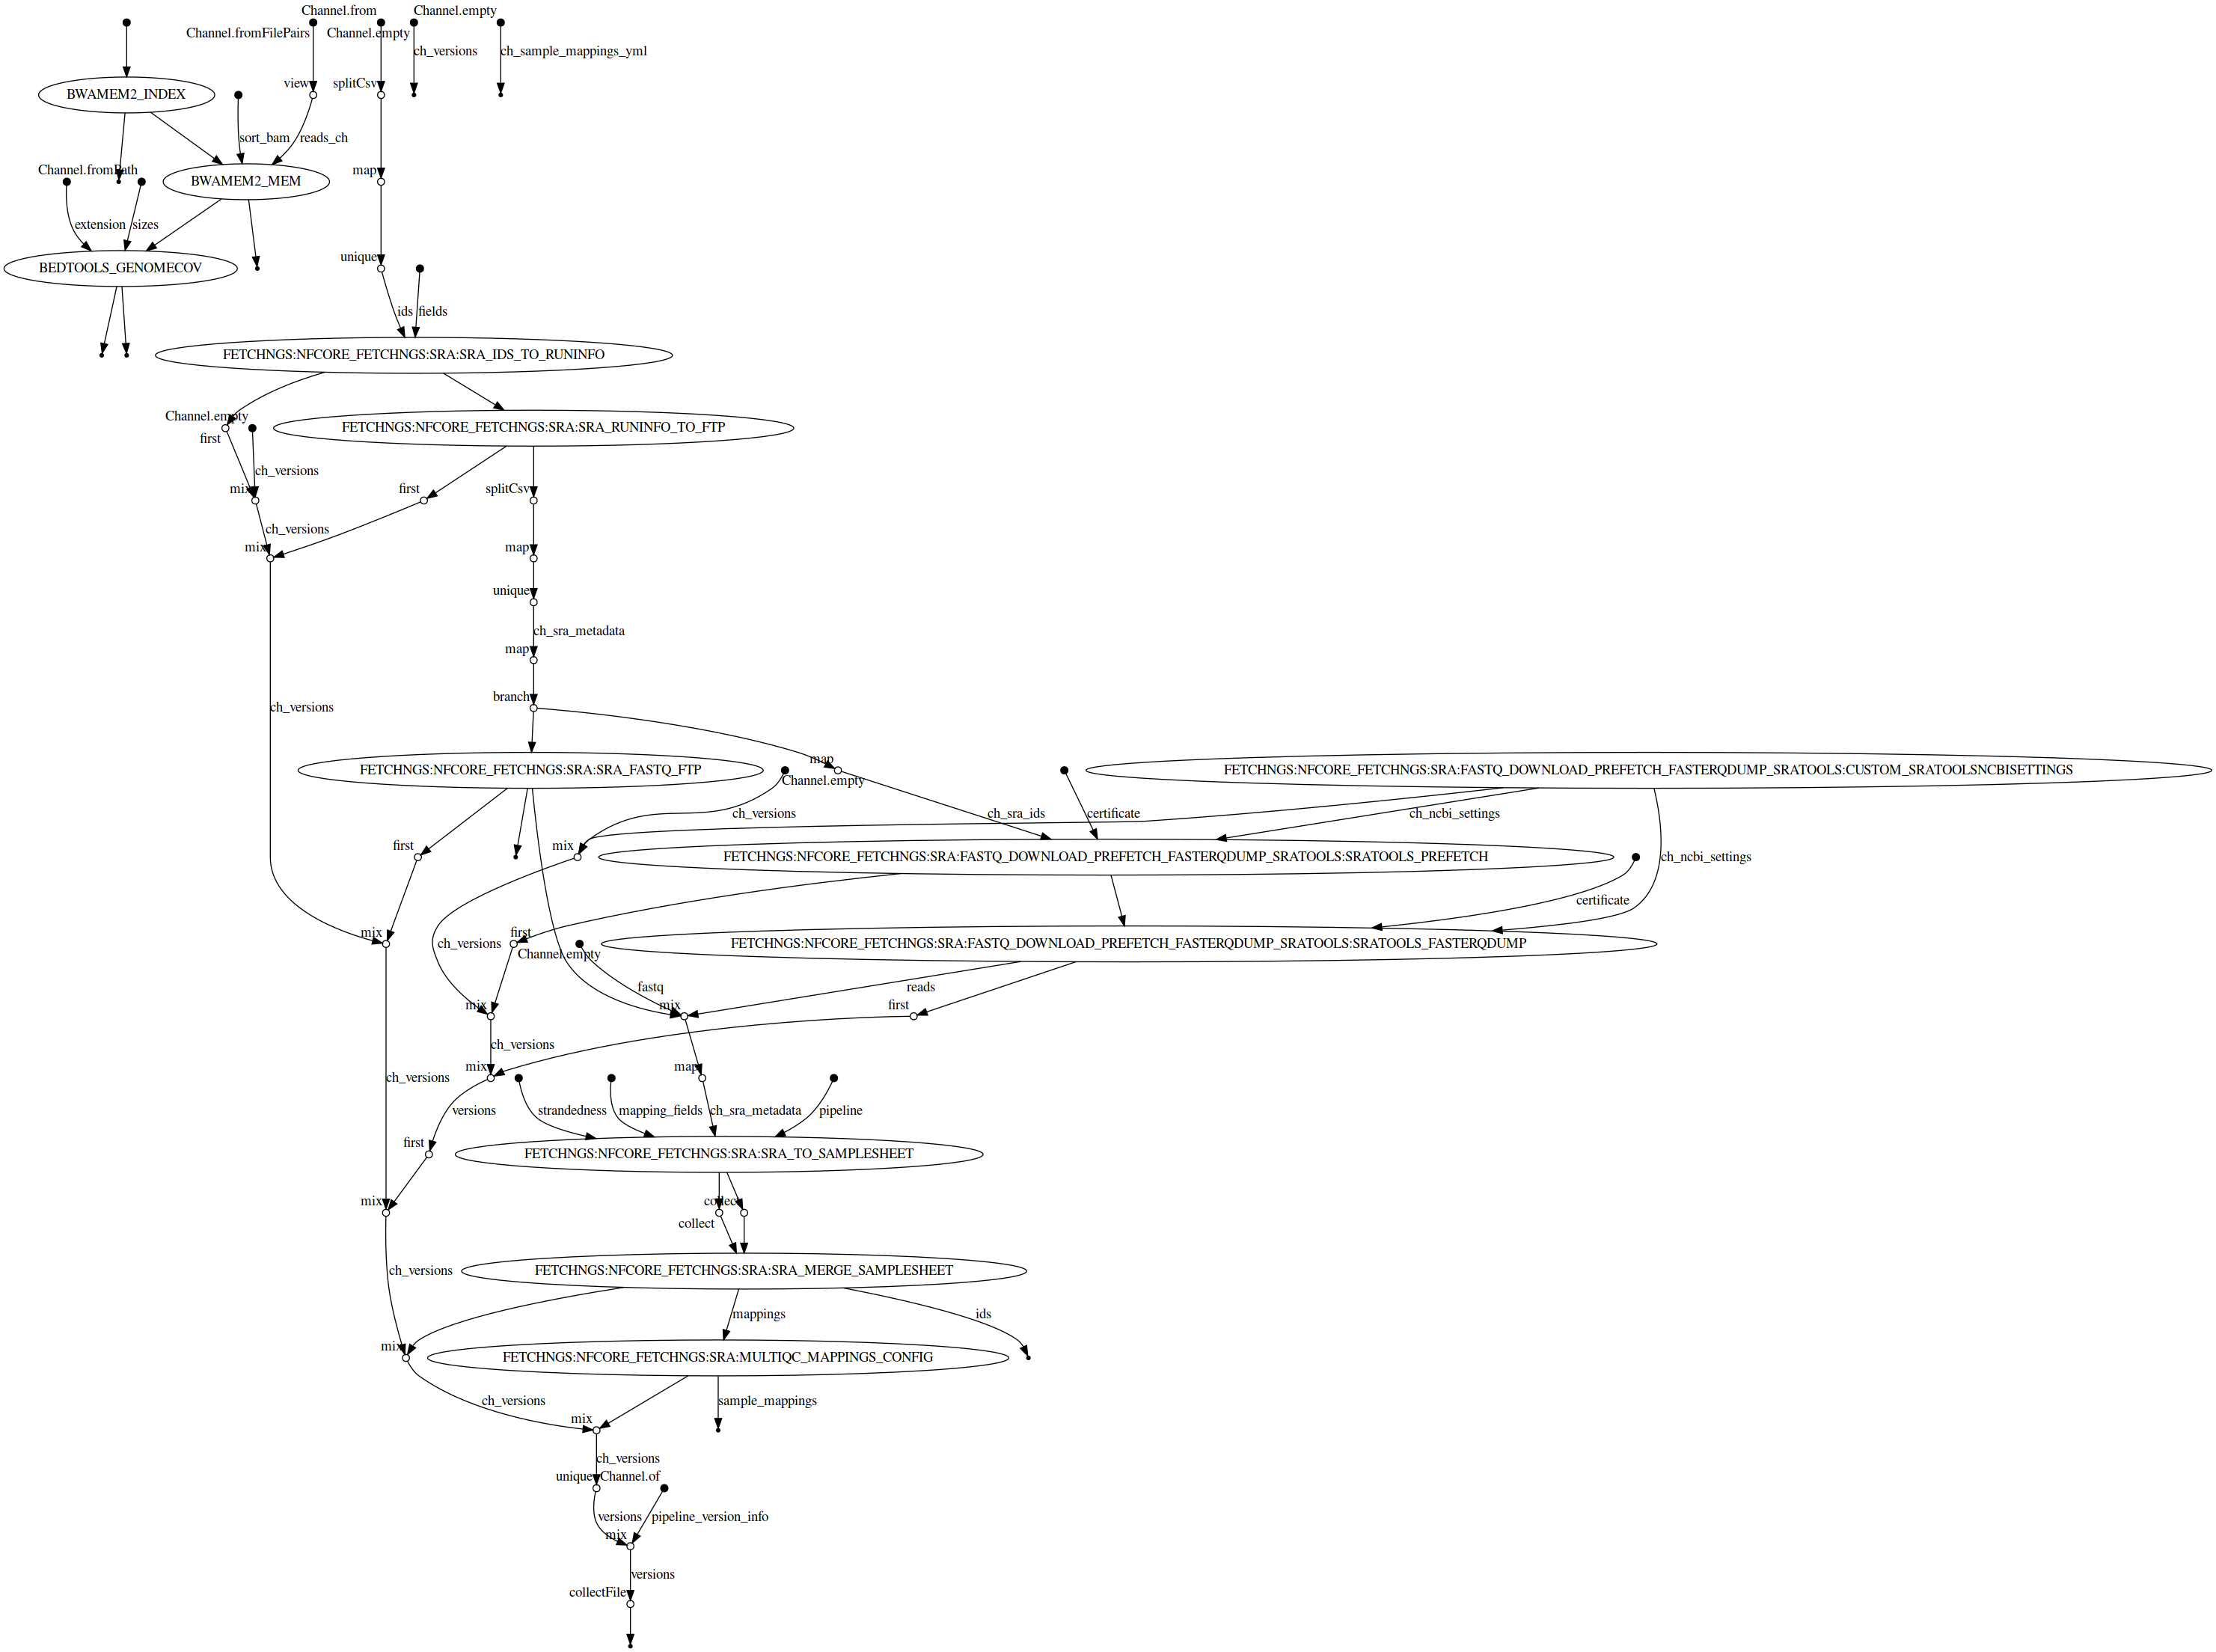 Channel.from
Channel.empty
Channel.fromFilePairs
Channel.empty
ch_versions
ch_sample_mappings_yml
view
splitCsv
BWAMEM2_INDEX
sort_bam
reads_ch
Channel.fromPath
map
BWAMEM2_MEM
extension
sizes
unique
BEDTOOLS_GENOMECOV
ids
fields
FETCHNGS:NFCORE_FETCHNGS:SRA:SRA_IDS_TO_RUNINFO
Channel.empty
FETCHNGS:NFCORE_FETCHNGS:SRA:SRA_RUNINFO_TO_FTP
first
ch_versions
mix
first
splitCsv
ch_versions
mix
map
unique
ch_sra_metadata
map
branch
ch_versions
map
FETCHNGS:NFCORE_FETCHNGS:SRA:SRA_FASTQ_FTP
Channel.empty
FETCHNGS:NFCORE_FETCHNGS:SRA:FASTQ_DOWNLOAD_PREFETCH_FASTERQDUMP_SRATOOLS:CUSTOM_SRATOOLSNCBISETTINGS
ch_versions
ch_sra_ids
certificate
ch_ncbi_settings
first
mix
FETCHNGS:NFCORE_FETCHNGS:SRA:FASTQ_DOWNLOAD_PREFETCH_FASTERQDUMP_SRATOOLS:SRATOOLS_PREFETCH
ch_ncbi_settings
certificate
mix
ch_versions
first
Channel.empty
FETCHNGS:NFCORE_FETCHNGS:SRA:FASTQ_DOWNLOAD_PREFETCH_FASTERQDUMP_SRATOOLS:SRATOOLS_FASTERQDUMP
fastq
reads
mix
mix
first
ch_versions
mix
map
ch_versions
versions
strandedness
mapping_fields
ch_sra_metadata
pipeline
first
FETCHNGS:NFCORE_FETCHNGS:SRA:SRA_TO_SAMPLESHEET
mix
collect
collect
ch_versions
FETCHNGS:NFCORE_FETCHNGS:SRA:SRA_MERGE_SAMPLESHEET
mappings
ids
mix
FETCHNGS:NFCORE_FETCHNGS:SRA:MULTIQC_MAPPINGS_CONFIG
ch_versions
sample_mappings
mix
ch_versions
unique
Channel.of
versions
pipeline_version_info
mix
versions
collectFile